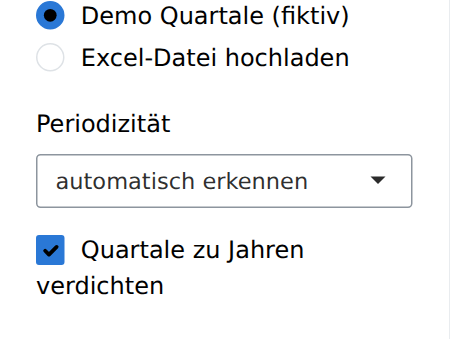 Demo Quartale (fiktiv)
Excel-Datei hochladen
Periodizität
automatisch erkennen
Quartale zu Jahren
verdichten